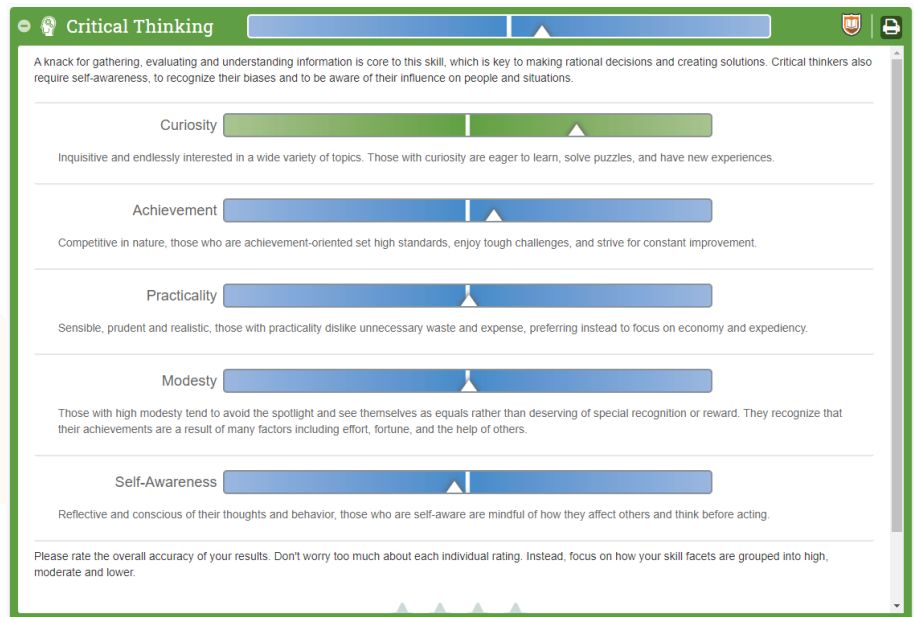 Critical Thinking
A knack for gathering, evaluating and understanding information is core to this skill, which is key to making rational decisions and creating solutions. Critical thinkers also
require self-awareness, to recognize their biases and to be aware of their influence on people and situations.
Curiosity
Inquisitive and endlessly interested in a wide variety of topics. Those with curiosity are eager to learn, solve puzzles, and have new experiences.
Achievement
Competitive in nature, those who are achievement-oriented set high standards, enjoy tough challenges, and strive for constant improvement.
Practicality
Sensible, prudent and realistic, those with practicality dislike unnecessary waste and expense, preferring instead to focus on economy and expediency.
Modesty
Those with high modesty tend to avoid the spotlight and see themselves as equals rather than deserving of special recognition or reward. They recognize that
their achievements are a result of many factors including effort, fortune, and the help of others.
Self-Awareness
Reflective and conscious of their thoughts and behavior, those who are self-aware are mindful of how they affect others and think before acting.
Please rate the overall accuracy of your results. Don't worry too much about each individual rating. Instead, focus on how your skill facets are grouped into high,
moderate and lower.